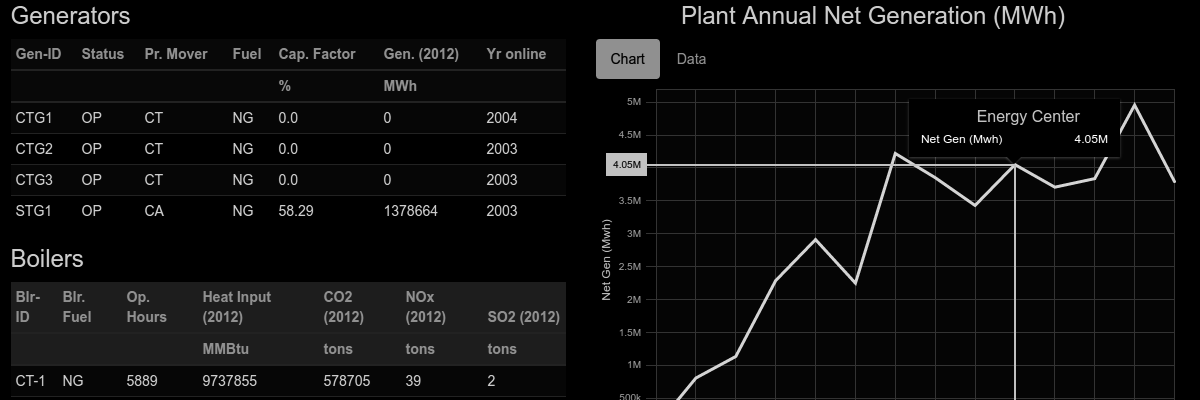 Generators
Gen-ID Status Pr. Mover Fuel Cap. Factor Gen. (2012) Yr online
% MWh
CTG1 OP CT NG 0.0 0 2004
CTG2 OP CT NG 0.0 0 2003
CTG3 OP CT NG 0.0 0 2003
STG1 OP CA NG 58.29 1378664 2003
Boilers
Blr- Blr. Op. Heat Input CO2 NOx
ID Fuel Hours (2012) (2012) (2012) SO2 (2012)
MMBtu tons tons tons
CT-1 NG 5889 9737855 578705 39 2
Plant Annual Net Generation (MWh)
Chart Data
5M
Energy Center
4.5M
Net Gen (Mwh) 4.05M
4.05M
3.5M
3M
2.5M
2M
1.5M
1M
500k
Net Gen (Mwh)